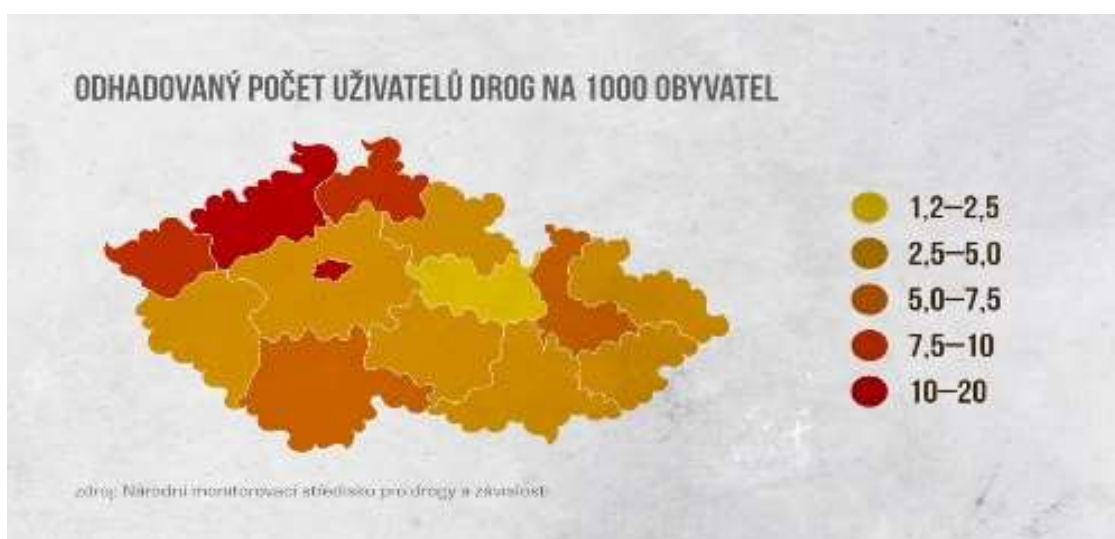 ODHADOVANÝ POČET UŽIVATELŮ DROG NA 1000 OBYVATEL
1,2–2,5
2,5–5,0
5,0–7,5
7,5–10
10–20
zdroj: Národní monitorovací středisko pro drogy a závislosti